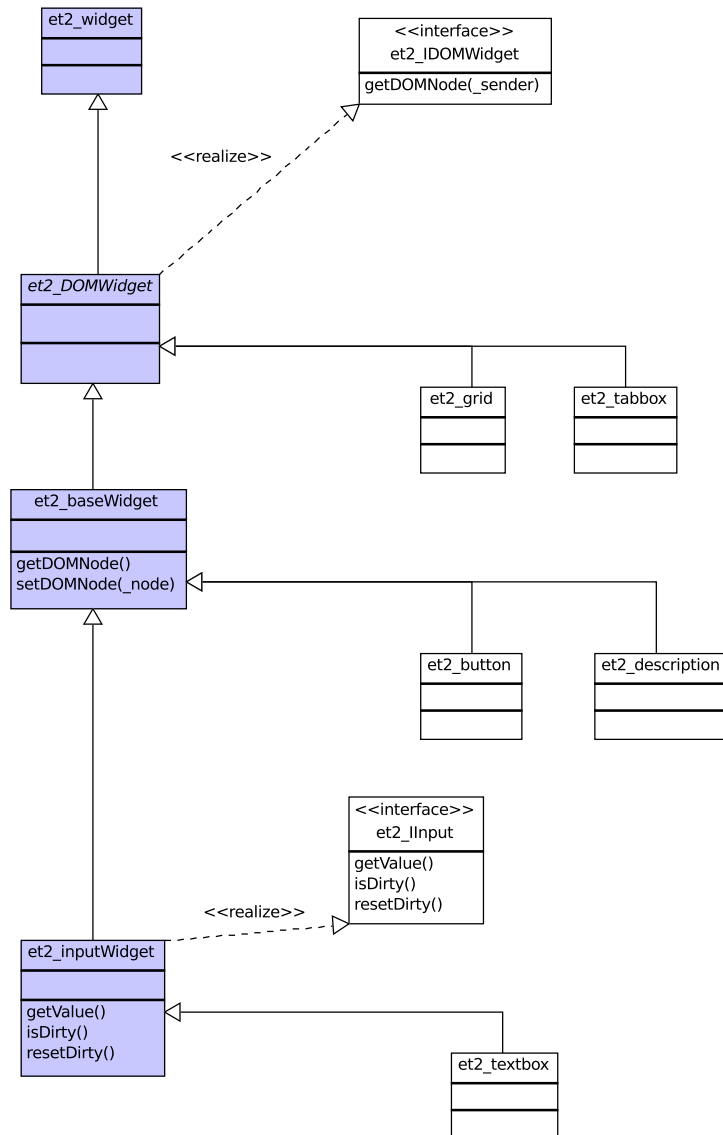 et2_widget
<<interface>>
et2_IDOMWidget
getDOMNode(_sender)
<<realize>>
et2_DOMWidget
et2_grid
et2_tabbox
et2_baseWidget
getDOMNode()
setDOMNode(_node)
et2_button
et2_description
<<interface>>
et2_IInput
getValue()
isDirty()
resetDirty()
<<realize>>
et2_inputWidget
getValue()
isDirty()
resetDirty()
et2_textbox